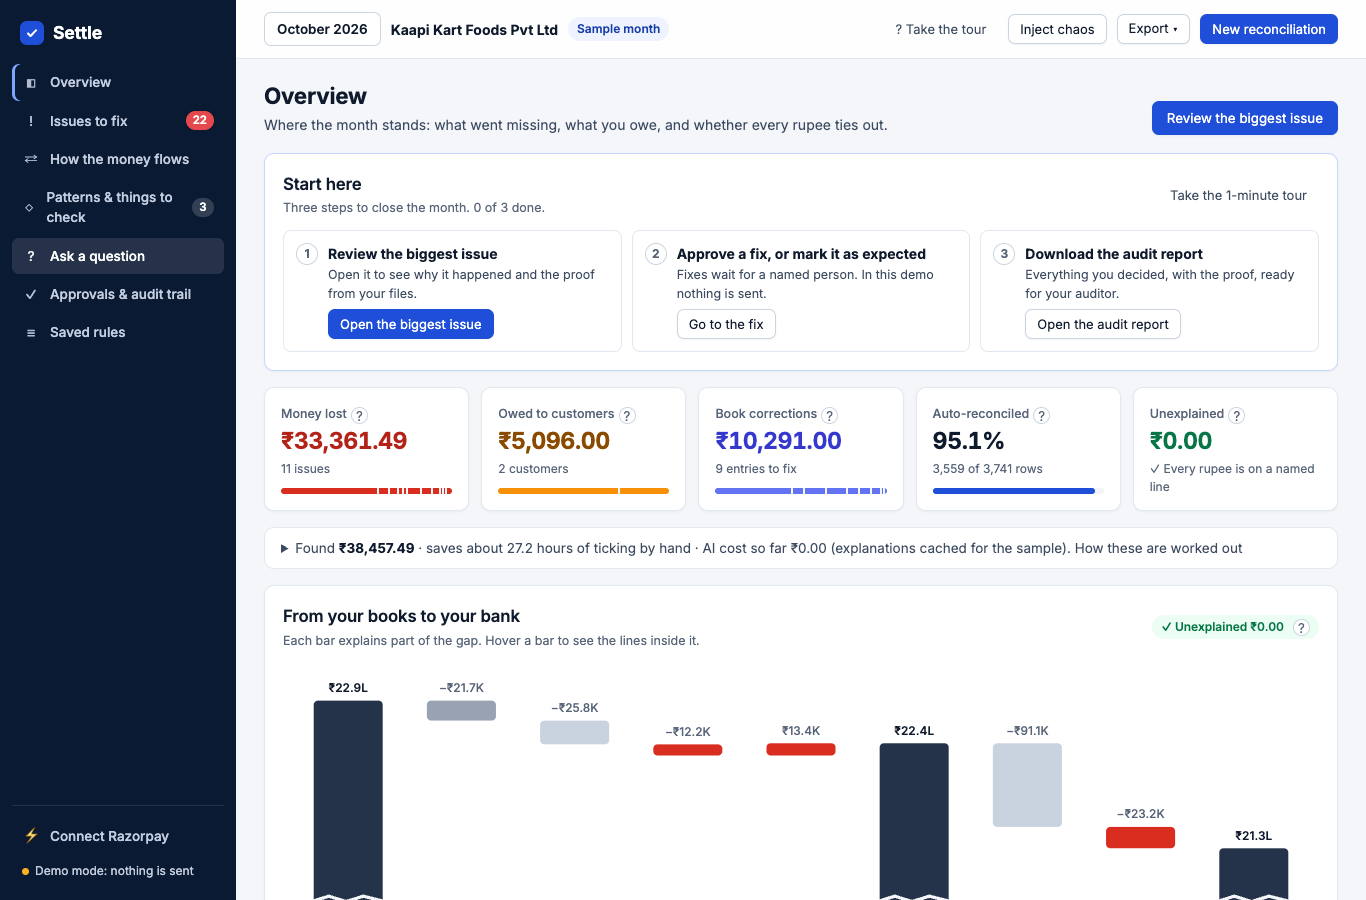 Settle
Overview
Issues to fix 22
How the money flows
Patterns & things to
check 3
Ask a question
Approvals & audit trail
Saved rules
Connect Razorpay
Demo mode: nothing is sent
October 2026 Kaapi Kart Foods Pvt Ltd Sample month ? Take the tour Inject chaos Export New reconciliation
Overview
Where the month stands: what went missing, what you owe, and whether every rupee ties out.
Review the biggest issue
Start here
Three steps to close the month. 0 of 3 done.
Take the 1-minute tour
1 Review the biggest issue
Open it to see why it happened and the proof
from your files.
Open the biggest issue
2 Approve a fix, or mark it as expected
Fixes wait for a named person. In this demo
nothing is sent.
Go to the fix
3 Download the audit report
Everything you decided, with the proof, ready
for your auditor.
Open the audit report
Money lost ?
₹33,361.49
11 issues
Owed to customers ?
₹5,096.00
2 customers
Book corrections ?
₹10,291.00
9 entries to fix
Auto-reconciled ?
95.1%
3,559 of 3,741 rows
Unexplained ?
₹0.00
✓ Every rupee is on a named
line
Found ₹38,457.49 · saves about 27.2 hours of ticking by hand · AI cost so far ₹0.00 (explanations cached for the sample). How these are worked out
From your books to your bank
Each bar explains part of the gap. Hover a bar to see the lines inside it.
✓ Unexplained ₹0.00 ?
₹22.9L
−₹21.7K
−₹25.8K
−₹12.2K
₹13.4K
₹22.4L
−₹91.1K
−₹23.2K
₹21.3L